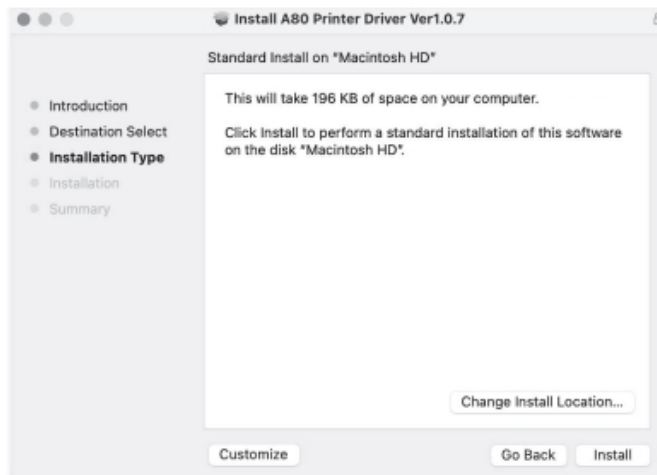 Install A80 Printer Driver Ver1.0.7
Standard Install on "Macintosh HD"
Introduction
Destination Select
Installation Type
Installation
Summary
This will take 196 KB of space on your computer.
Click Install to perform a standard installation of this software
on the disk "Macintosh HD".
Change Install Location...
Customize
Go Back
Install